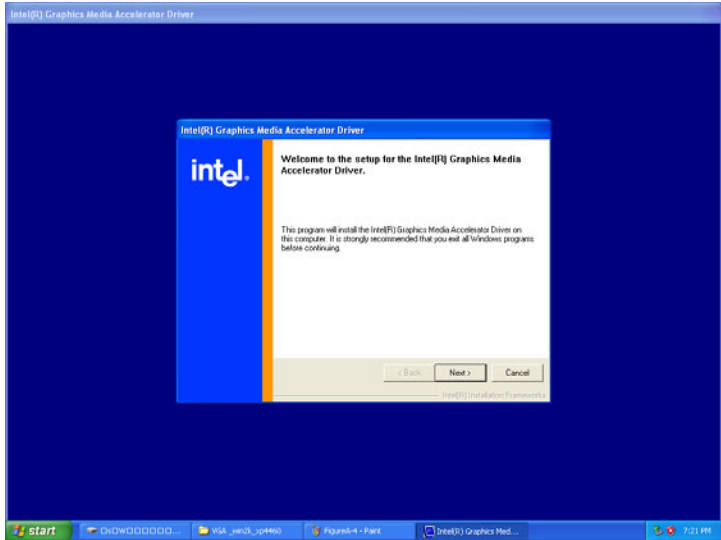 Intel(R) Graphics Media Accelerator Driver
Intel(R) Graphics Media Accelerator Driver
intel.
Welcome to the setup for the Intel(R) Graphics Media
Accelerator Driver.
This program will install the Intel(R) Graphics Media Accelerator Driver on
this computer. It is strongly recommended that you exit all Windows programs
before continuing.
< Back
Next >
Cancel
Intel(R) Installation Frameworks
start
VGA_win2k_xp4460
FigureA-4 - Paint
Intel(R) Graphics Med...
7:21 PM